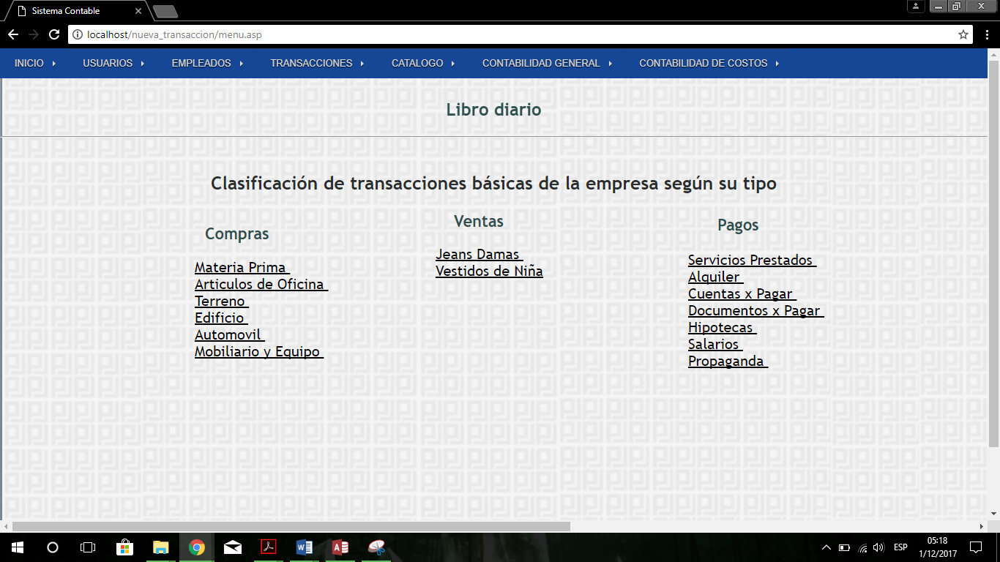 Sistema Contable
localhost/nueva_transaccion/menu.asp
INICIO USUARIOS EMPLEADOS TRANSACCIONES CATALOGO CONTABILIDAD GENERAL CONTABILIDAD DE COSTOS
Libro diario
Clasificación de transacciones básicas de la empresa según su tipo
Compras
Materia Prima
Articulos de Oficina
Terreno
Edificio
Automovil
Mobiliario y Equipo
Ventas
Jeans Damas
Vestidos de Niña
Pagos
Servicios Prestados
Alquiler
Cuentas x Pagar
Documentos x Pagar
Hipotecas
Salarios
Propaganda
ESP
05:18
1/12/2017